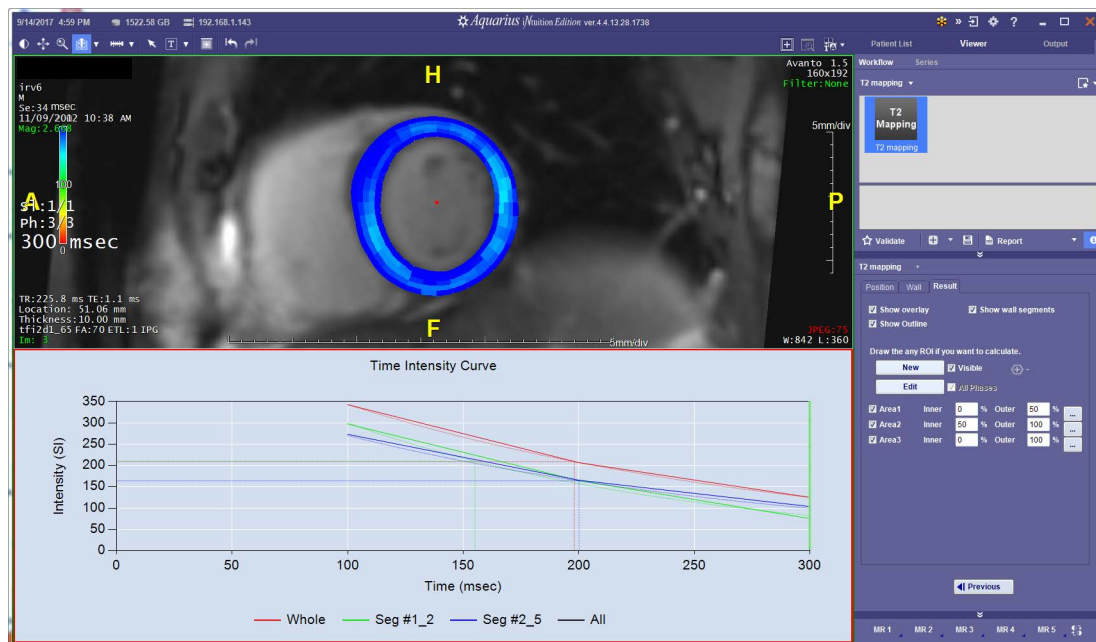 9/14/2017 4:59 PM 1522.58 GB 192.168.1.143 Aquarius iNtuition Edition ver.4.4.13.28.1738
Patient List Viewer Output
irv6
M
Se:34 msec
11/09/2002 10:38 AM
100
A
Ph:3/3
300 msec
0
TR:225.8 ms TE:1.1 ms
Location: 51.06 mm
Thickness:10.00 mm
tfi2d1_65 FA:70 ETL:1 IPG
Im: 3
H
F
P
Avanto 1.5
160x192
Filter:None
5mm/div
5mm/div
JPEG:75
W:842 L:360
Time Intensity Curve
Intensity (SI)
350
300
250
200
150
100
50
0
0 50 100 150 200 250 300
Time (msec)
Whole Seg #1_2 Seg #2_5 All
Workflow Series
T2 mapping
T2
Mapping
T2 mapping
Validate Report
T2 mapping +
Position Wall Result
Show overlay Show wall segments
Show Outline
Draw the any ROI if you want to calculate.
New Visible
Edit All Phases
Area1 Inner 0 % Outer 50 % ...
Area2 Inner 50 % Outer 100 % ...
Area3 Inner 0 % Outer 100 % ...
Previous
MR 1 MR 2 MR 3 MR 4 MR 5